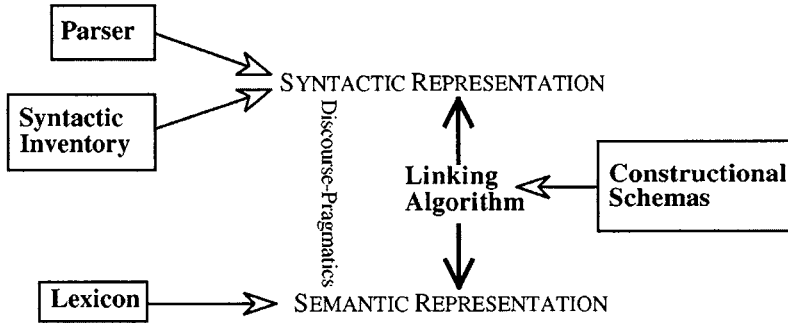 Parser
SYNTACTIC REPRESENTATION
Syntactic
Inventory
Discourse-Pragmatics
Linking
Algorithm
Constructional
Schemas
Lexicon
SEMANTIC REPRESENTATION